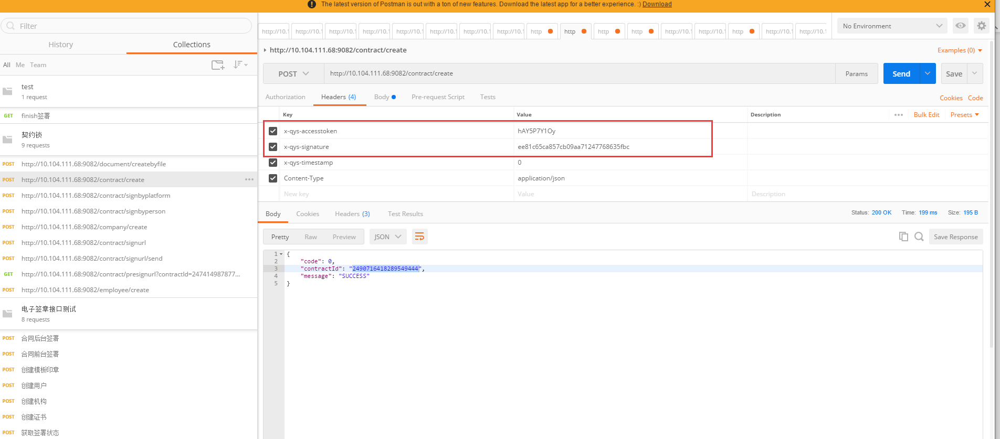 The latest version of Postman is out with a ton of new features. Download the latest app for a better experience. :) Download
Filter
History Collections
All Me Team
test
1 request
GET finish签署
契约锁
9 requests
POST http://10.104.111.68:9082/document/createbyfile
POST http://10.104.111.68:9082/contract/create
POST http://10.104.111.68:9082/contract/signbyplatform
POST http://10.104.111.68:9082/contract/signbyperson
POST http://10.104.111.68:9082/company/create
POST http://10.104.111.68:9082/contract/signurl
POST http://10.104.111.68:9082/contract/signurl/send
GET http://10.104.111.68:9082/contract/presignurl?contractId=247414987877...
POST http://10.104.111.68:9082/employee/create
电子签章接口测试
8 requests
POST 合同后台签署
POST 合同前台签署
POST 创建模板印章
POST 创建用户
POST 创建机构
POST 创建证书
POST 获取签署状态
http://10.1 http://10.1 http://10.1 http://10.1 http://10.1 http://10.1 http://10.1 http://10.1 http http http http http://10.1 http://10.1 http http://10.1 http://10.1
No Environment
http://10.104.111.68:9082/contract/create
Examples (0)
POST http://10.104.111.68:9082/contract/create Params Send Save
Authorization Headers (4) Body Pre-request Script Tests Cookies Code
Key Value Description Bulk Edit Presets
x-qys-accesstoken hAY5P7Y1Oy
x-qys-signature ee81c65ca857cb09aa71247768635fbc
x-qys-timestamp 0
Content-Type application/json
New key Value Description
Body Cookies Headers (3) Test Results Status: 200 OK Time: 199 ms Size: 195 B
Pretty Raw Preview JSON Save Response
1 {
2 "code": 0,
3 "contractId": "2490716418289549444",
4 "message": "SUCCESS"
5 }